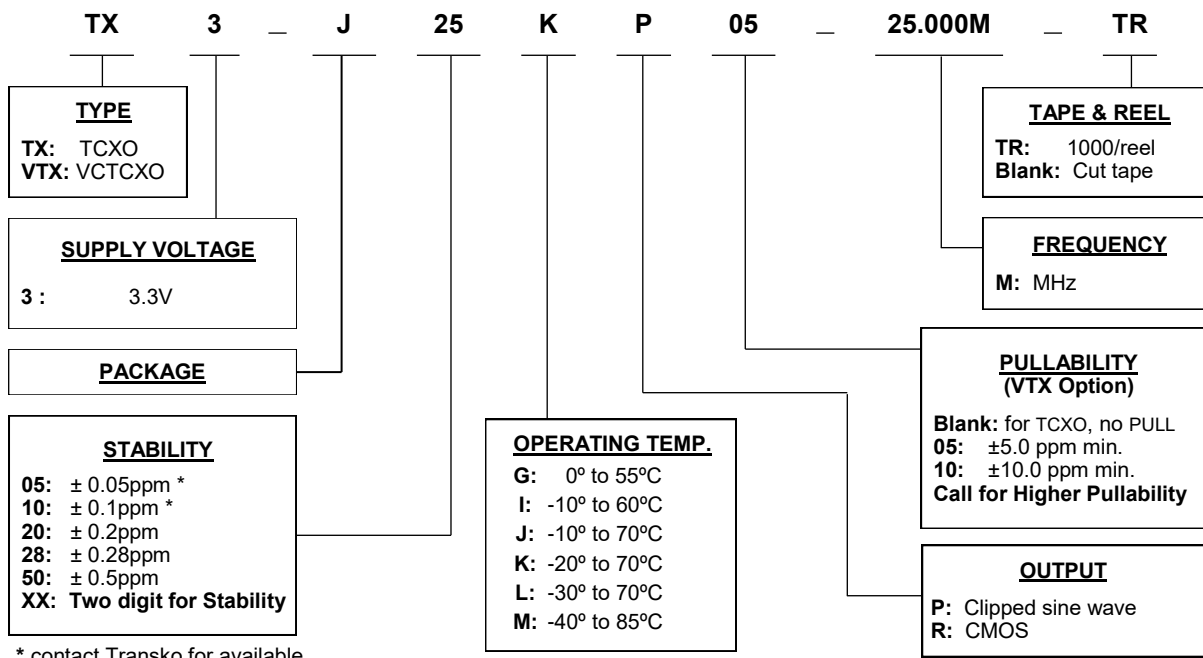 TX 3 _ J 25 K P 05 _ 25.000M _ TR
TYPE
TX: TCXO
VTX: VCTCXO
SUPPLY VOLTAGE
3 : 3.3V
PACKAGE
STABILITY
05: ± 0.05ppm *
10: ± 0.1ppm *
20: ± 0.2ppm
28: ± 0.28ppm
50: ± 0.5ppm
XX: Two digit for Stability
* contact Transko for available
OPERATING TEMP.
G: 0º to 55ºC
I: -10º to 60ºC
J: -10º to 70ºC
K: -20º to 70ºC
L: -30º to 70ºC
M: -40º to 85ºC
TAPE & REEL
TR: 1000/reel
Blank: Cut tape
FREQUENCY
M: MHz
PULLABILITY
(VTX Option)
Blank: for TCXO, no PULL
05: ±5.0 ppm min.
10: ±10.0 ppm min.
Call for Higher Pullability
OUTPUT
P: Clipped sine wave
R: CMOS